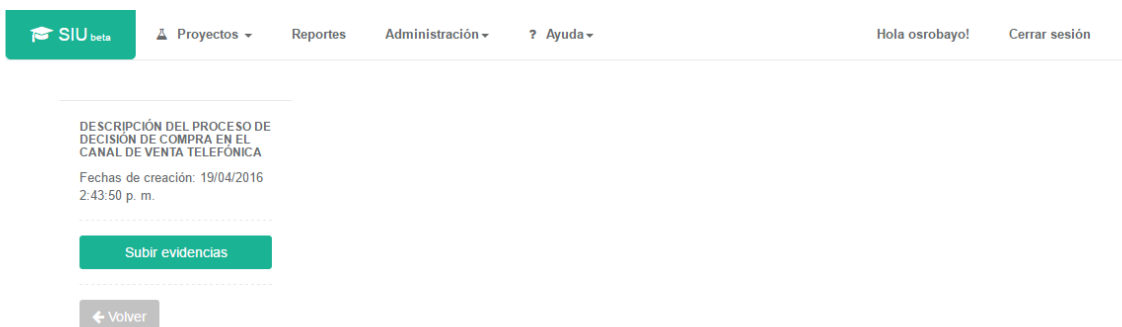 SIU beta Proyectos Reportes Administración ? Ayuda Hola osrobayo! Cerrar sesión
DESCRIPCIÓN DEL PROCESO DE
DECISIÓN DE COMPRA EN EL
CANAL DE VENTA TELEFÓNICA
Fechas de creación: 19/04/2016
2:43:50 p. m.
Subir evidencias
Volver